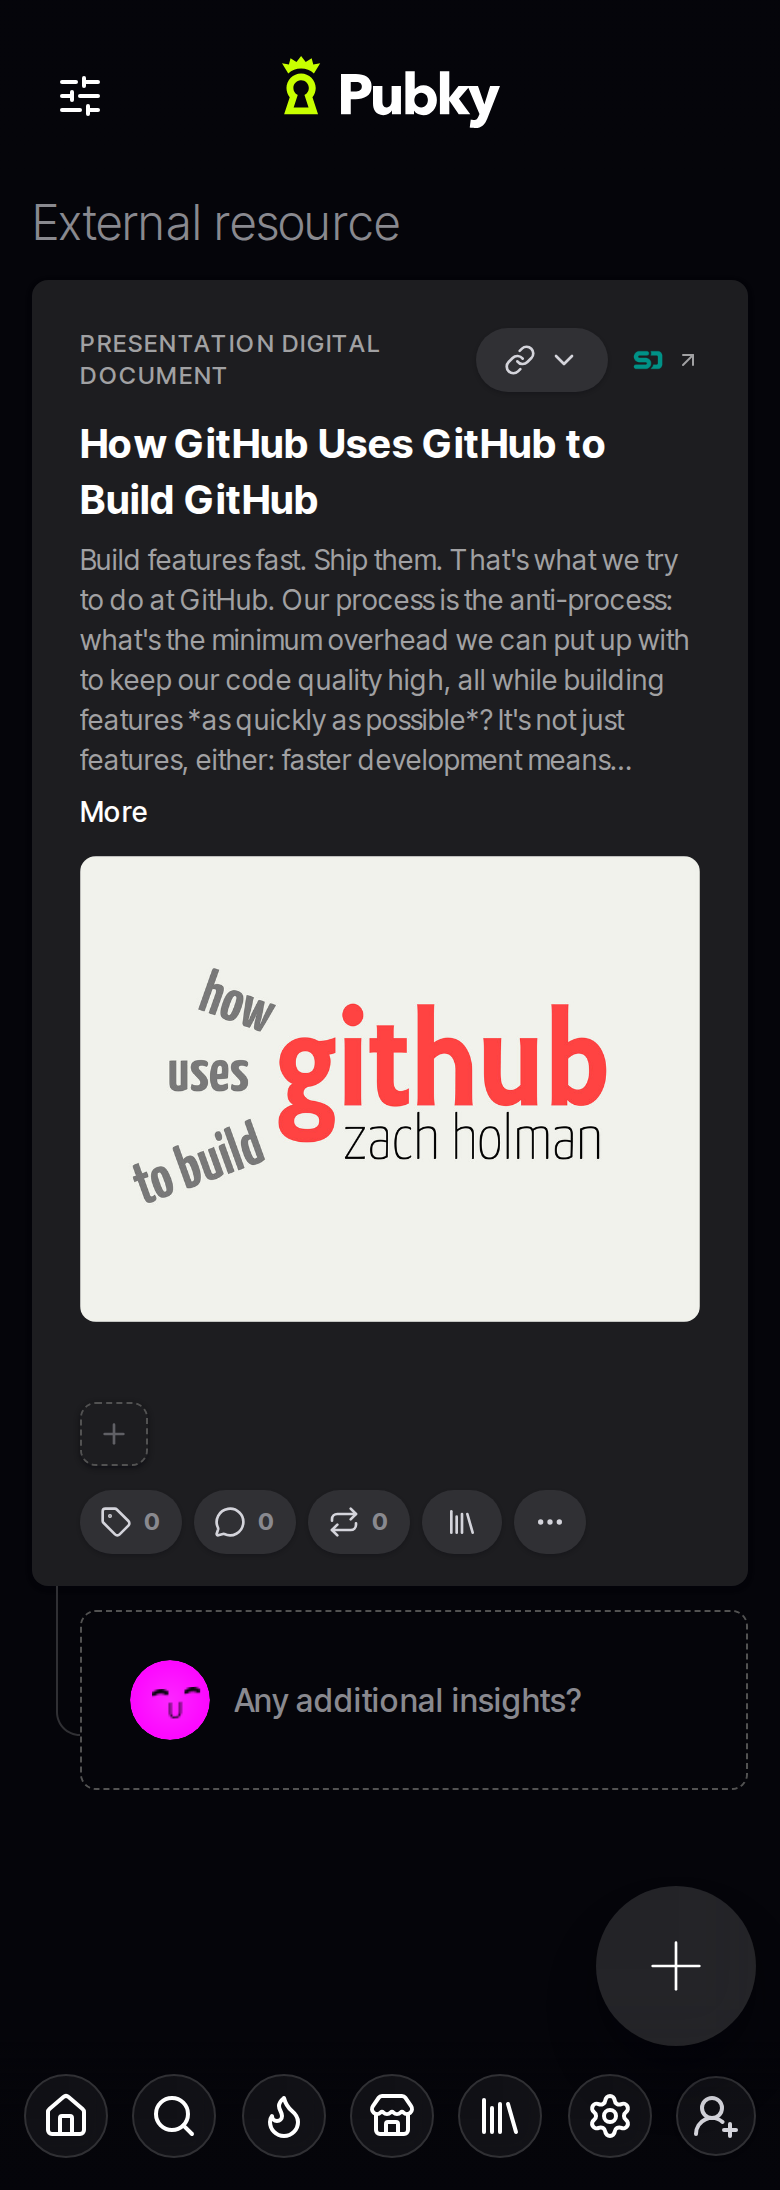 Pubky
External resource
PRESENTATION DIGITAL
DOCUMENT
How GitHub Uses GitHub to
Build GitHub
Build features fast. Ship them. That's what we try
to do at GitHub. Our process is the anti-process:
what's the minimum overhead we can put up with
to keep our code quality high, all while building
features *as quickly as possible*? It's not just
features, either: faster development means...
More
how
uses
to build
github
zach holman
0
0
0
Any additional insights?